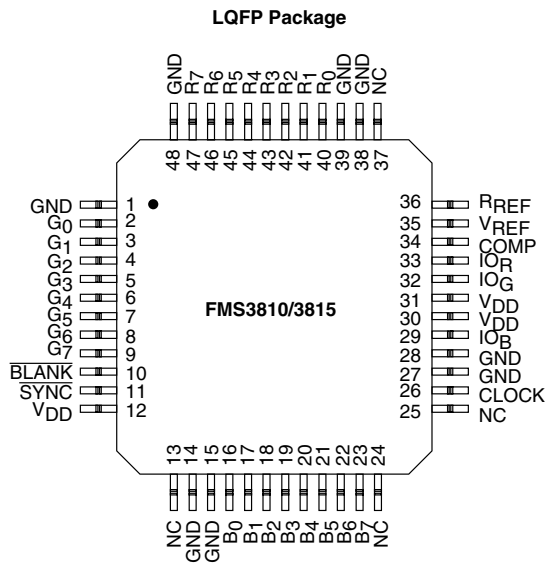 LQFP Package
GND R7 R6 R5 R4 R3 R2 R1 R0 GND GND NC
48 47 46 45 44 43 42 41 40 39 38 37
GND 1
G0 2
G1 3
G2 4
G3 5
G4 6
G5 7
G6 8
G7 9
BLANK 10
SYNC 11
VDD 12
FMS3810/3815
36 RREF
35 VREF
34 COMP
33 IOR
32 IOG
31 VDD
30 VDD
29 IOB
28 GND
27 GND
26 CLOCK
25 NC
13 14 15 16 17 18 19 20 21 22 23 24
NC GND GND B0 B1 B2 B3 B4 B5 B6 B7 NC